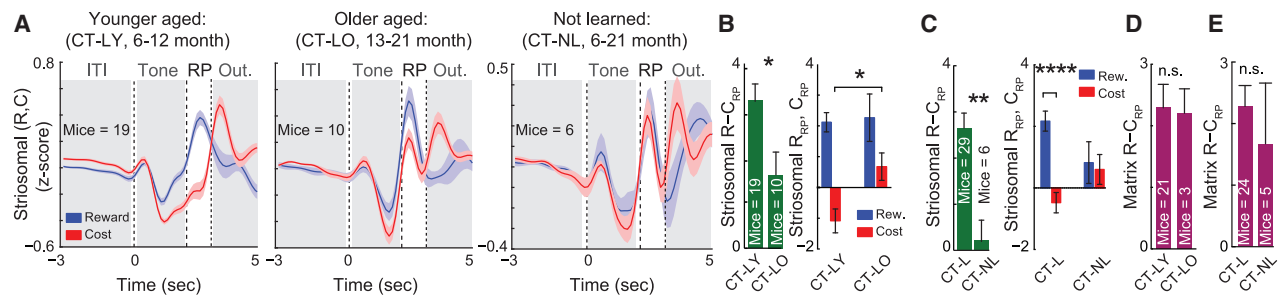 A
Younger aged:
(CT-LY, 6-12 month)
Older aged:
(CT-LO, 13-21 month)
Not learned:
(CT-NL, 6-21 month)
Striosomal (R,C)
(z-score)
0.8
−0.6
ITI
Tone
RP
Out.
Mice = 19
Reward
Cost
−3
0
5
Time (sec)
ITI
Tone
RP
Out.
Mice = 10
−3
0
5
Time (sec)
0.5
−0.4
ITI
Tone
RP
Out.
Mice = 6
−3
0
5
Time (sec)
B
Striosomal R−CRP
4
0
*
Mice = 19
Mice = 10
CT-LY
CT-LO
Striosomal RRP, CRP
4
−2
*
Rew.
Cost
CT-LY
CT-LO
C
Striosomal R−CRP
4
0
**
Mice = 29
Mice = 6
CT-L
CT-NL
Striosomal RRP, CRP
4
−2
****
Rew.
Cost
CT-L
CT-NL
D
Matrix R−CRP
3
0
n.s.
Mice = 21
Mice = 3
CT-LY
CT-LO
E
Matrix R−CRP
3
0
n.s.
Mice = 24
Mice = 5
CT-L
CT-NL